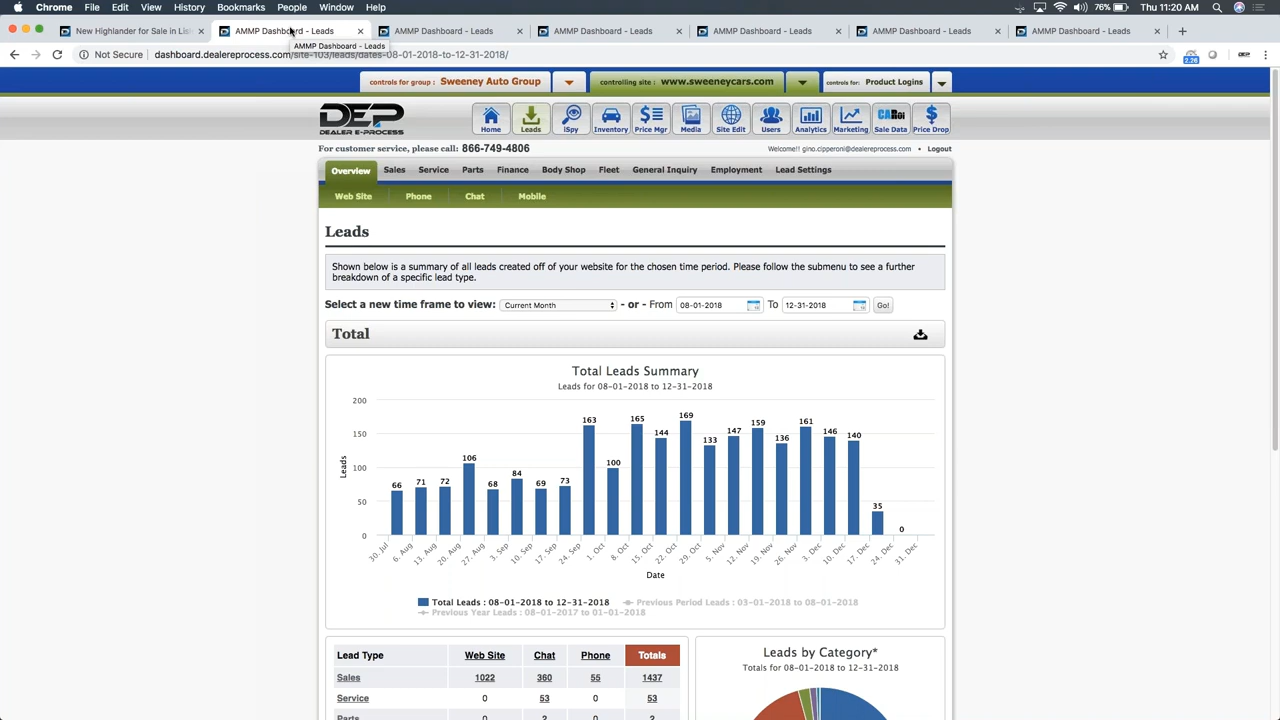 Chrome File Edit View History Bookmarks People Window Help 76% Thu 11:20 AM
New Highlander for Sale in Lisl AMMP Dashboard - Leads AMMP Dashboard - Leads AMMP Dashboard - Leads AMMP Dashboard - Leads AMMP Dashboard - Leads AMMP Dashboard - Leads
AMMP Dashboard - Leads
Not Secure dashboard.dealereprocess.com/site-103/leads/dates-08-01-2018-to-12-31-2018/
controls for group : Sweeney Auto Group controlling site : www.sweeneycars.com controls for: Product Logins
DEP DEALER E-PROCESS
Home Leads iSpy Inventory Price Mgr Media Site Edit Users Analytics Marketing Sale Data Price Drop
For customer service, please call: 866-749-4806 Welcome!! gino.cipperoni@dealereprocess.com • Logout
Overview Sales Service Parts Finance Body Shop Fleet General Inquiry Employment Lead Settings
Web Site Phone Chat Mobile
Leads
Shown below is a summary of all leads created off of your website for the chosen time period. Please follow the submenu to see a further
breakdown of a specific lead type.
Select a new time frame to view: Current Month - or - From 08-01-2018 To 12-31-2018 Go!
Total
Total Leads Summary
Leads for 08-01-2018 to 12-31-2018
200
150
100
50
0
Leads
66 71 72 106 68 84 69 73 163 100 165 144 169 133 147 159 136 161 146 140 35 0
30. Jul 6. Aug 13. Aug 20. Aug 27. Aug 3. Sep 10. Sep 17. Sep 24. Sep 1. Oct 8. Oct 15. Oct 22. Oct 29. Oct 5. Nov 12. Nov 19. Nov 26. Nov 3. Dec 10. Dec 17. Dec 24. Dec 31. Dec
Date
Total Leads : 08-01-2018 to 12-31-2018 Previous Period Leads : 03-01-2018 to 08-01-2018
Previous Year Leads : 08-01-2017 to 01-01-2018
Lead Type Web Site Chat Phone Totals
Sales 1022 360 55 1437
Service 0 53 0 53
Parts 0 2 0 2
Leads by Category*
Totals for 08-01-2018 to 12-31-2018